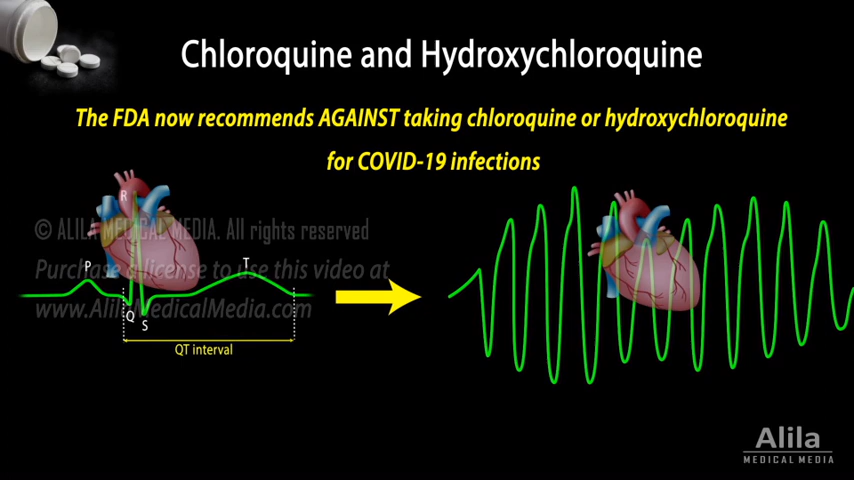 Chloroquine and Hydroxychloroquine
The FDA now recommends AGAINST taking chloroquine or hydroxychloroquine
for COVID-19 infections
R
© ALILA MEDICAL MEDIA. All rights reserved
Purchase a license to use this video at
www.AlilaMedicalMedia.com
P
T
Q
S
QT interval
Alila
MEDICAL MEDIA